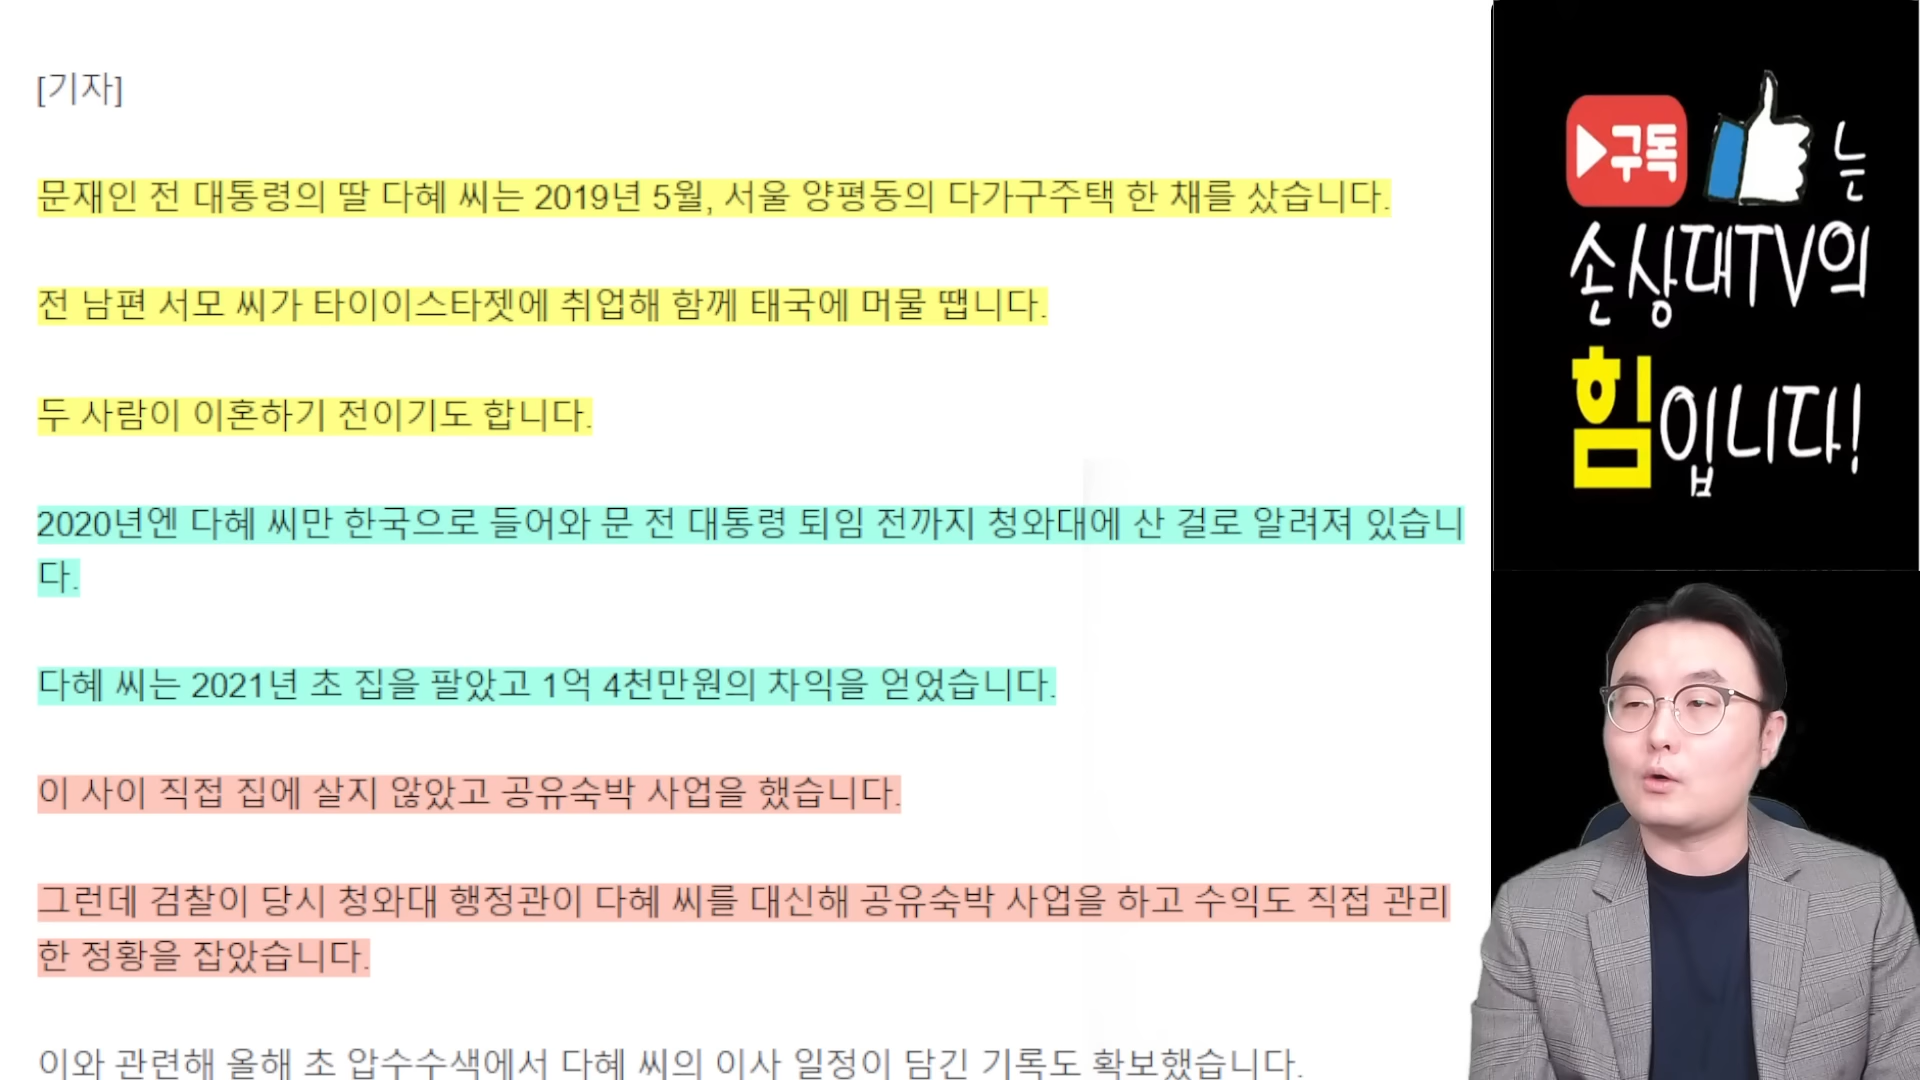 [기자]
문재인 전 대통령의 딸 다혜 씨는 2019년 5월, 서울 양평동의 다가구주택 한 채를 샀습니다.
전 남편 서모 씨가 타이이스타젯에 취업해 함께 태국에 머물 땝니다.
두 사람이 이혼하기 전이기도 합니다.
2020년엔 다혜 씨만 한국으로 들어와 문 전 대통령 퇴임 전까지 청와대에 산 걸로 알려져 있습니
다.
다혜 씨는 2021년 초 집을 팔았고 1억 4천만원의 차익을 얻었습니다.
이 사이 직접 집에 살지 않았고 공유숙박 사업을 했습니다.
그런데 검찰이 당시 청와대 행정관이 다혜 씨를 대신해 공유숙박 사업을 하고 수익도 직접 관리
한 정황을 잡았습니다.
이와 관련해 올해 초 압수수색에서 다혜 씨의 이사 일정이 담긴 기록도 확보했습니다.
구독 는
손상대TV의
힘입니다!